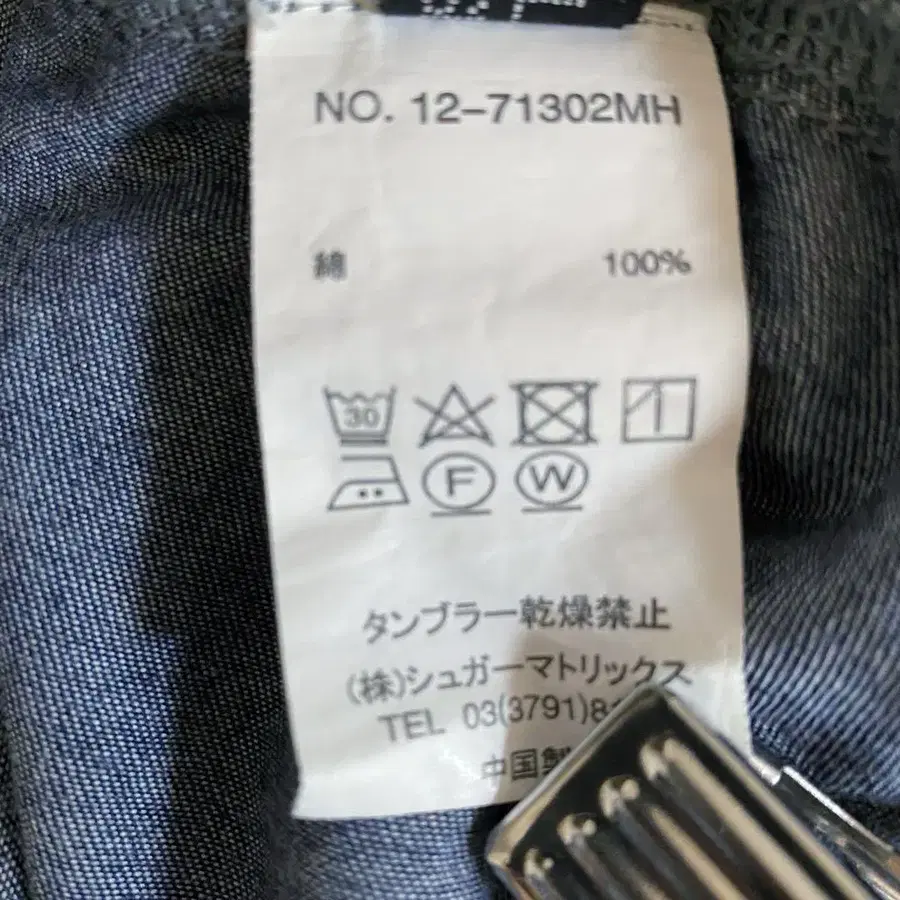 NO. 12-71302MH
綿 100%
30
F W
タンブラー乾燥禁止
(株)シュガーマトリックス
TEL 03(3791)8
中国製